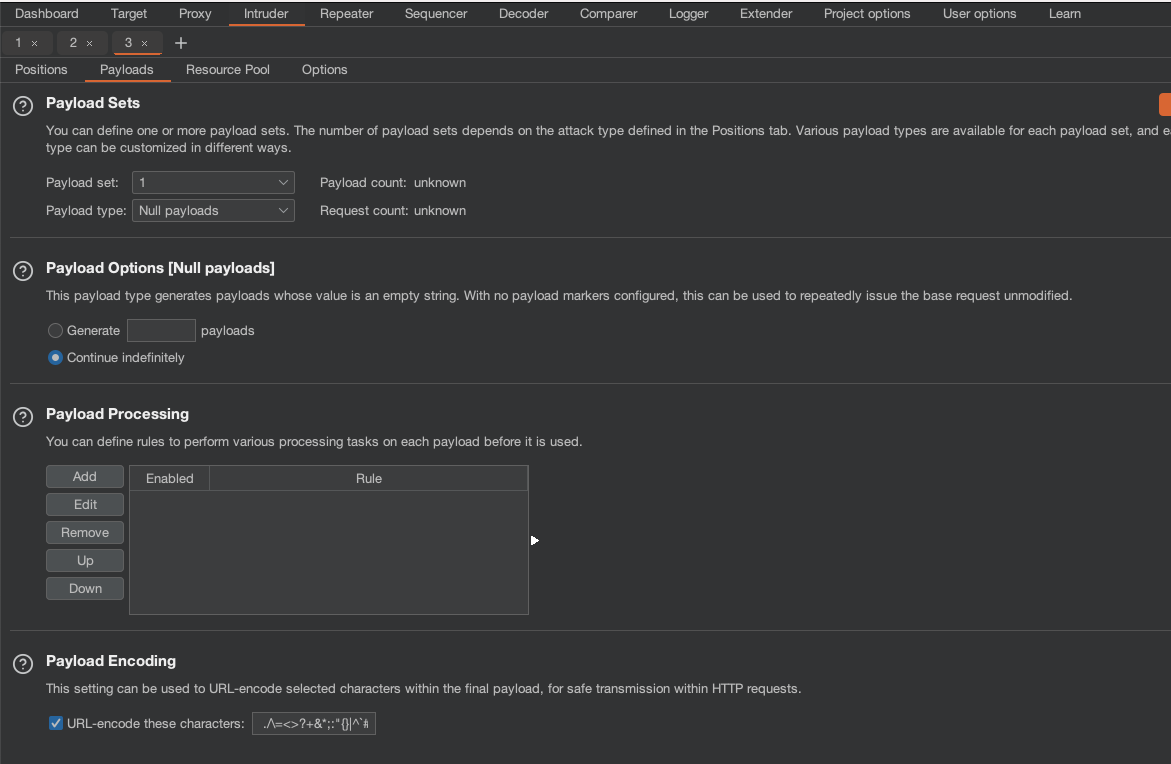 Dashboard Target Proxy Intruder Repeater Sequencer Decoder Comparer Logger Extender Project options User options Learn
1 × 2 × 3 × +
Positions Payloads Resource Pool Options
? Payload Sets
You can define one or more payload sets. The number of payload sets depends on the attack type defined in the Positions tab. Various payload types are available for each payload set, and
type can be customized in different ways.
Payload set: 1 Payload count: unknown
Payload type: Null payloads Request count: unknown
? Payload Options [Null payloads]
This payload type generates payloads whose value is an empty string. With no payload markers configured, this can be used to repeatedly issue the base request unmodified.
Generate payloads
Continue indefinitely
? Payload Processing
You can define rules to perform various processing tasks on each payload before it is used.
Add Enabled Rule
Edit
Remove
Up
Down
? Payload Encoding
This setting can be used to URL-encode selected characters within the final payload, for safe transmission within HTTP requests.
URL-encode these characters: ./\=<>?+&*;:"{}|^`#